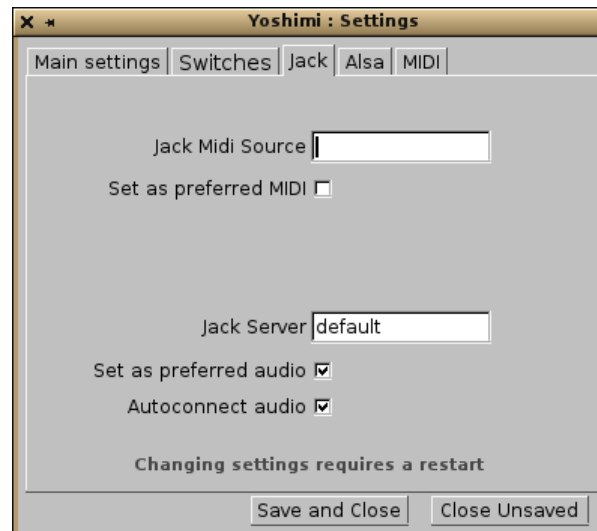 Yoshimi : Settings
Main settings Switches Jack Alsa MIDI
Jack Midi Source
Set as preferred MIDI
Jack Server default
Set as preferred audio
Autoconnect audio
Changing settings requires a restart
Save and Close Close Unsaved